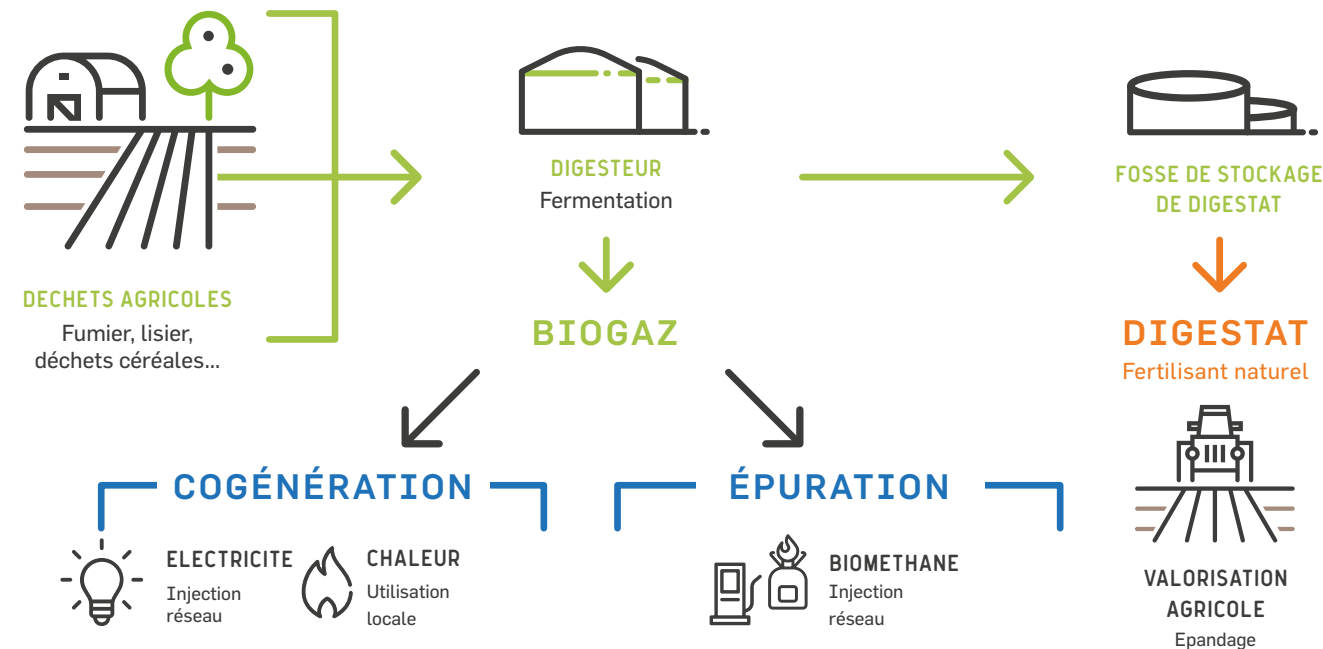 DIGESTEUR
Fermentation
FOSSE DE STOCKAGE
DE DIGESTAT
DECHETS AGRICOLES
Fumier, lisier,
déchets céréales...
BIOGAZ
DIGESTAT
Fertilisant naturel
COGÉNÉRATION
ÉPURATION
ELECTRICITE
Injection
réseau
CHALEUR
Utilisation
locale
BIOMETHANE
Injection
réseau
VALORISATION
AGRICOLE
Epandage